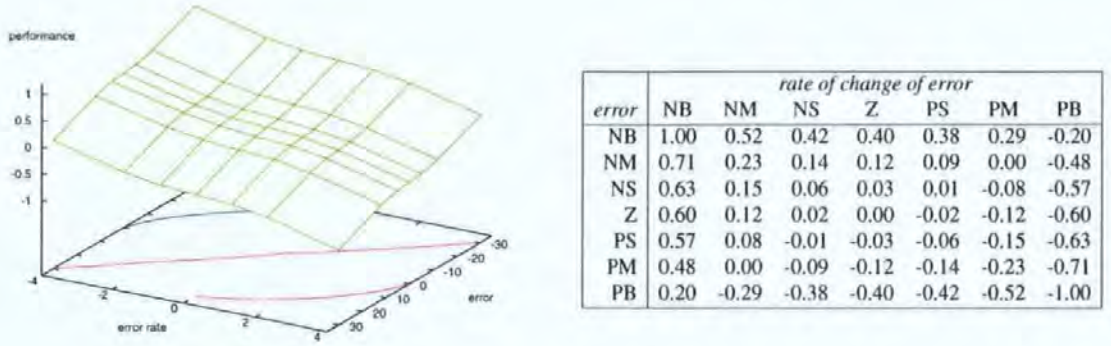 performance
1
0.5
0
-0.5
-1
-4
-2
0
2
4
error rate
-30
-20
-10
0
10
20
30
error
rate of change of error
error NB NM NS Z PS PM PB
NB 1.00 0.52 0.42 0.40 0.38 0.29 -0.20
NM 0.71 0.23 0.14 0.12 0.09 0.00 -0.48
NS 0.63 0.15 0.06 0.03 0.01 -0.08 -0.57
Z 0.60 0.12 0.02 0.00 -0.02 -0.12 -0.60
PS 0.57 0.08 -0.01 -0.03 -0.06 -0.15 -0.63
PM 0.48 0.00 -0.09 -0.12 -0.14 -0.23 -0.71
PB 0.20 -0.29 -0.38 -0.40 -0.42 -0.52 -1.00